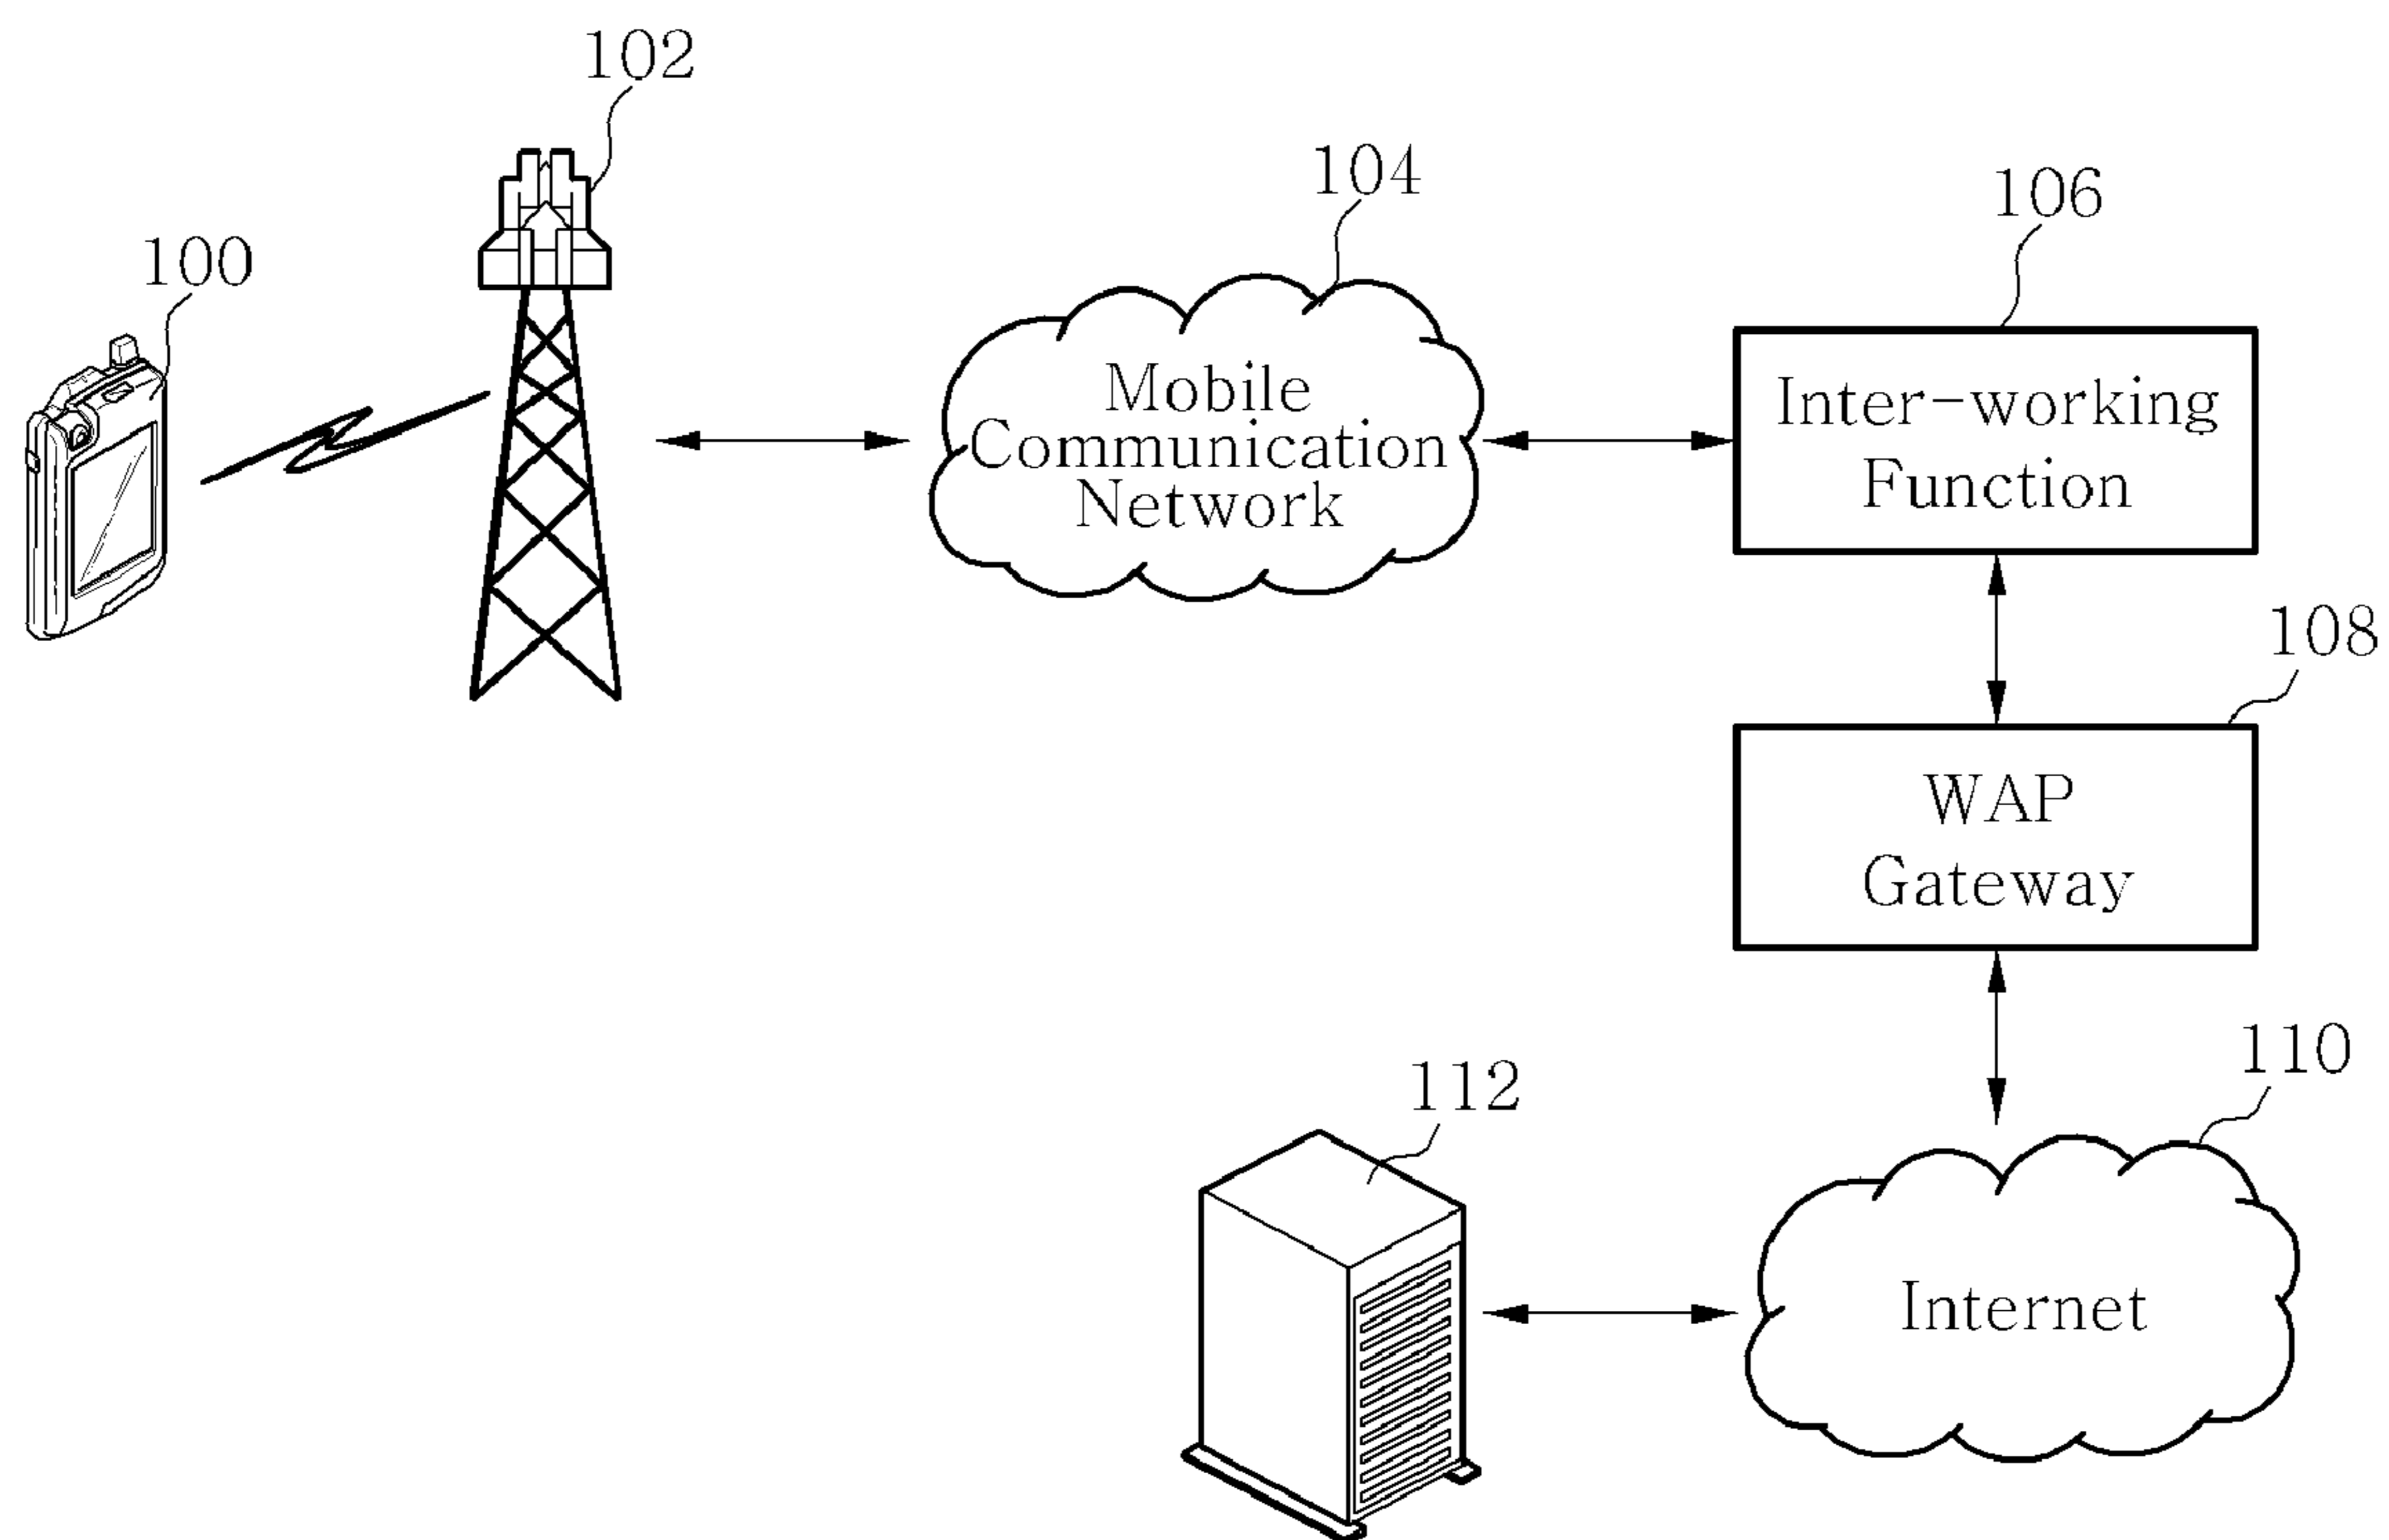 102
104
106
100
Mobile
Communication
Network
Inter-working
Function
108
WAP
Gateway
110
112
Internet